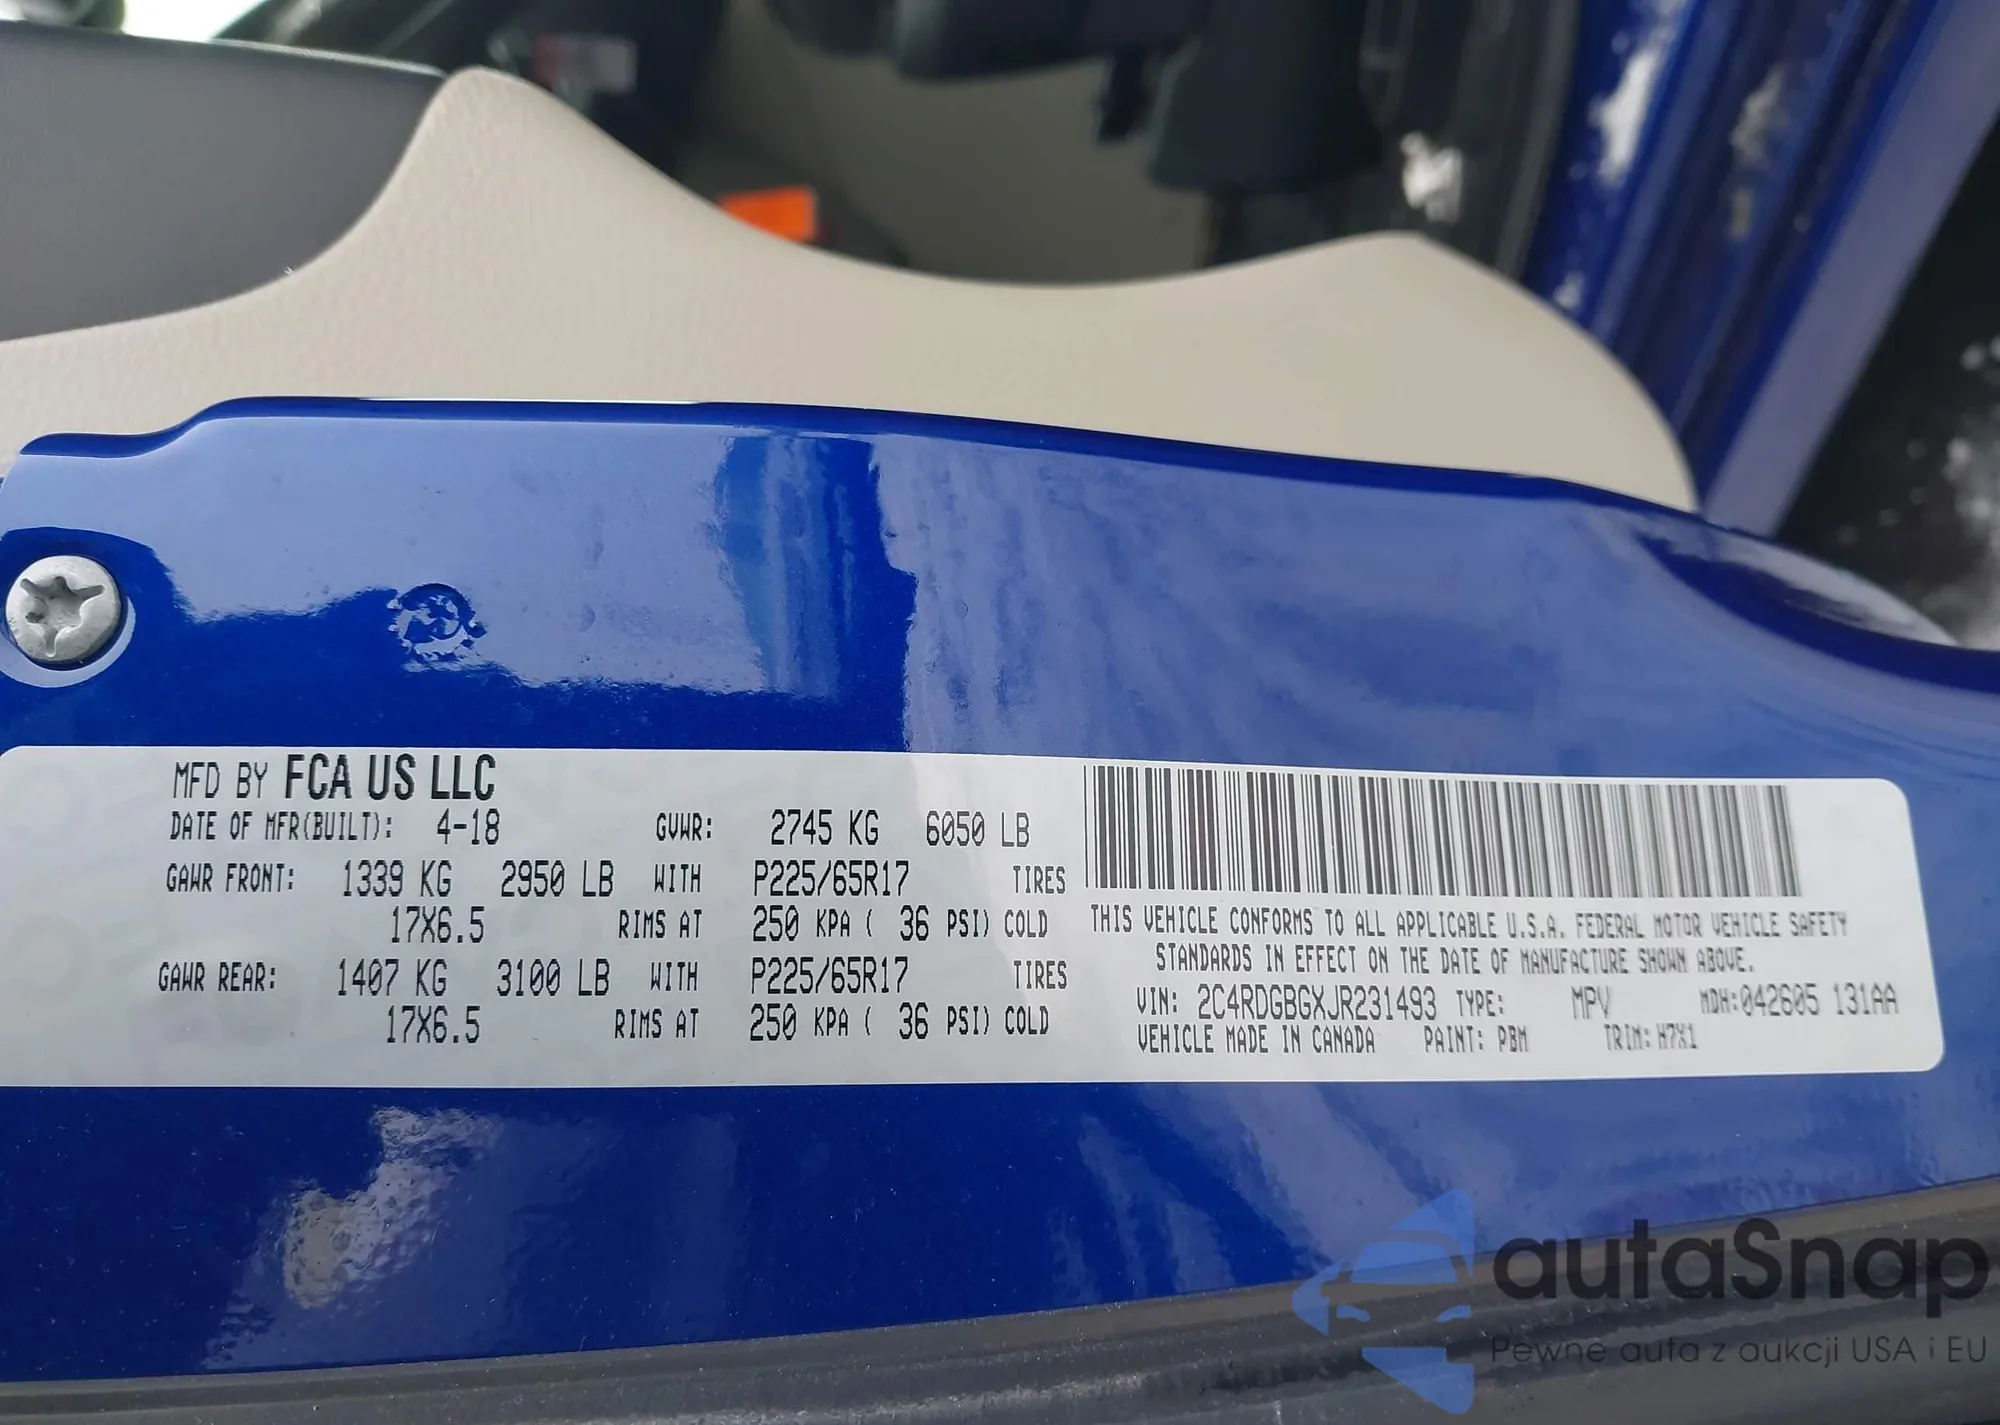 MFD BY FCA US LLC
DATE OF MFR(BUILT): 4-18 GVWR: 2745 KG 6050 LB
GAWR FRONT: 1339 KG 2950 LB WITH P225/65R17 TIRES
17X6.5 RIMS AT 250 KPA ( 36 PSI) COLD
GAWR REAR: 1407 KG 3100 LB WITH P225/65R17 TIRES
17X6.5 RIMS AT 250 KPA ( 36 PSI) COLD
THIS VEHICLE CONFORMS TO ALL APPLICABLE U.S.A. FEDERAL MOTOR VEHICLE SAFETY
STANDARDS IN EFFECT ON THE DATE OF MANUFACTURE SHOWN ABOVE.
VIN: 2C4RDGBGXJR231493 TYPE: MPV MDH:042605 131AA
VEHICLE MADE IN CANADA PAINT: PBM TRIM: H7X1
autaSnap
Pewne auta z aukcji USA i EU